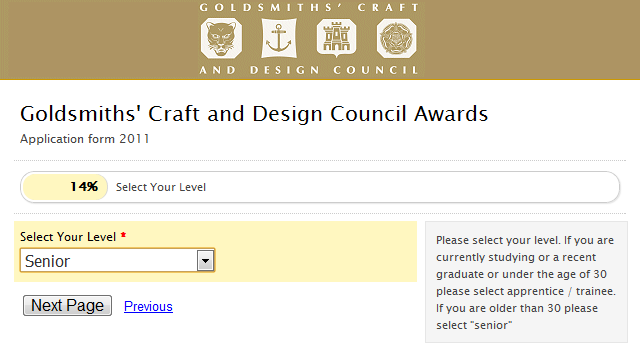 GOLDSMITHS' CRAFT
AND DESIGN COUNCIL
Goldsmiths' Craft and Design Council Awards
Application form 2011
14% Select Your Level
Select Your Level *
Senior
Next Page Previous
Please select your level. If you are
currently studying or a recent
graduate or under the age of 30
please select apprentice / trainee.
If you are older than 30 please
select "senior"